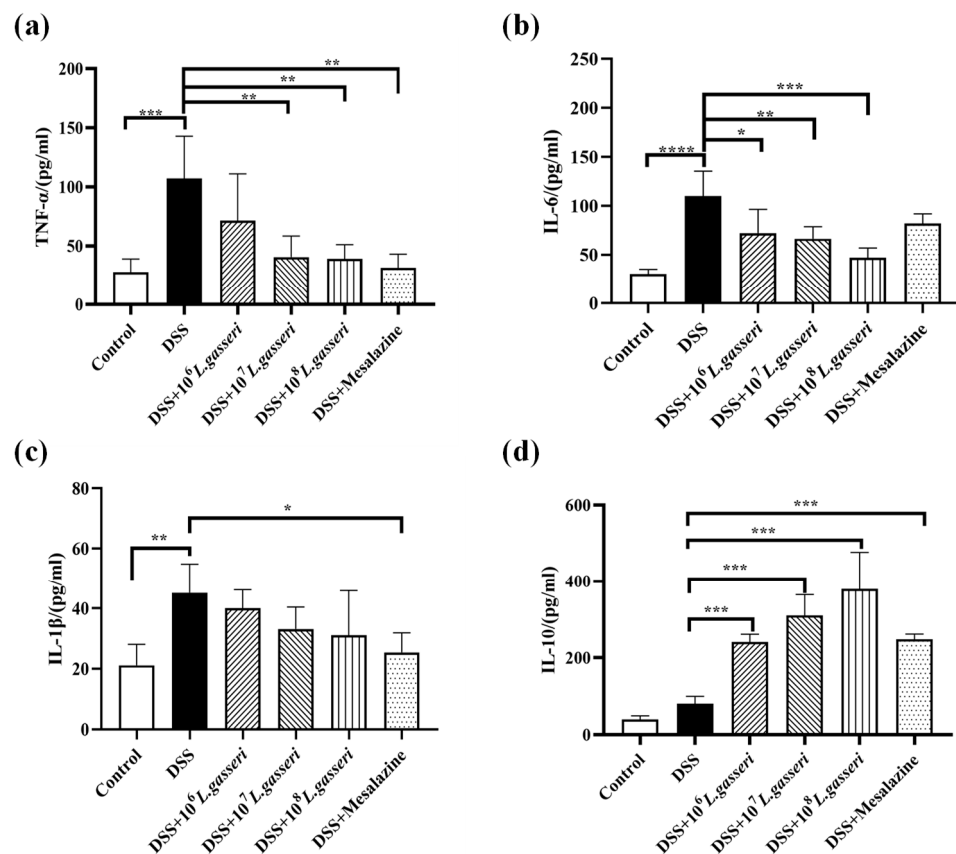 (a)
TNF-α/(pg/ml)
200
150
100
50
0
***
**
**
**
Control
DSS
DSS+10⁶L.gasseri
DSS+10⁷L.gasseri
DSS+10⁸L.gasseri
DSS+Mesalazine
(b)
IL-6/(pg/ml)
250
200
150
100
50
0
****
*
**
***
Control
DSS
DSS+10⁶L.gasseri
DSS+10⁷L.gasseri
DSS+10⁸L.gasseri
DSS+Mesalazine
(c)
IL-1β/(pg/ml)
80
60
40
20
0
**
*
Control
DSS
DSS+10⁶L.gasseri
DSS+10⁷L.gasseri
DSS+10⁸L.gasseri
DSS+Mesalazine
(d)
IL-10/(pg/ml)
600
400
200
0
***
***
***
***
Control
DSS
DSS+10⁶L.gasseri
DSS+10⁷L.gasseri
DSS+10⁸L.gasseri
DSS+Mesalazine